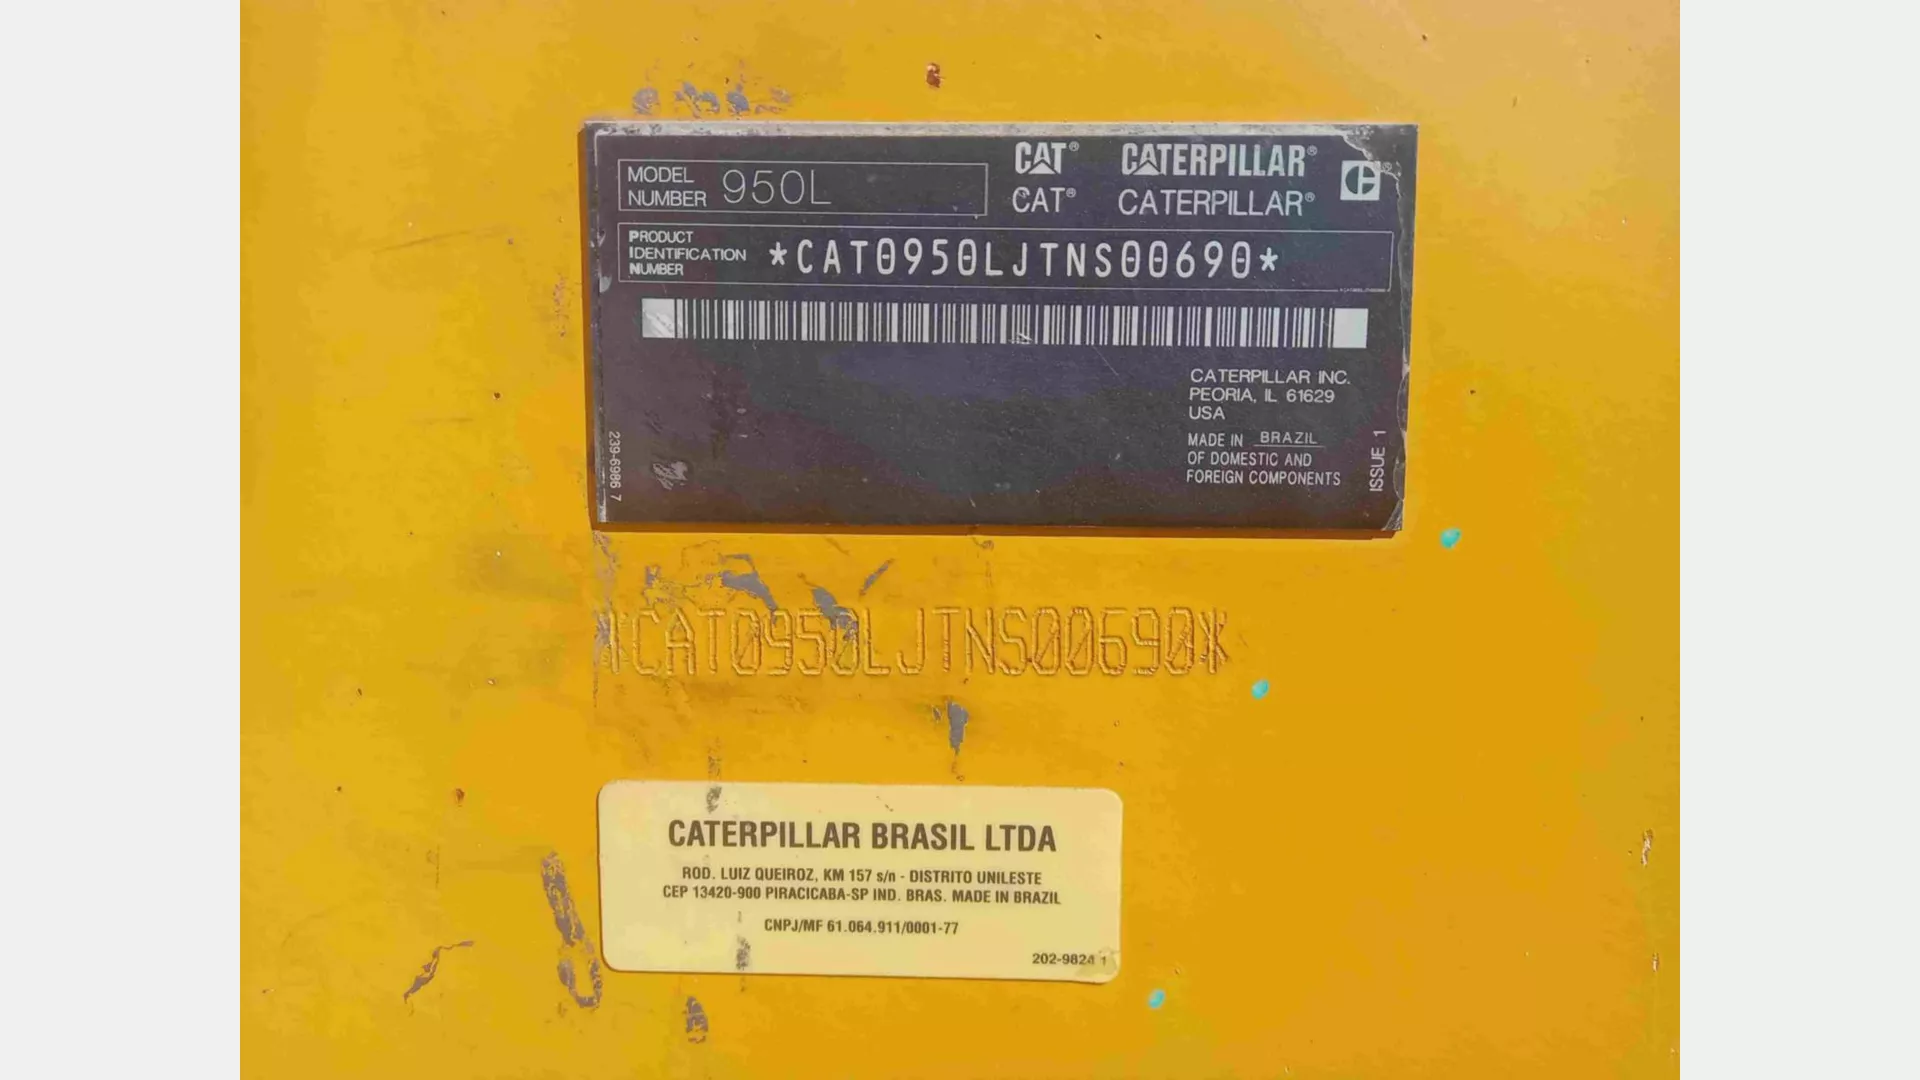 MODEL NUMBER 950L
CAT® CATERPILLAR®
CAT® CATERPILLAR®
PRODUCT IDENTIFICATION NUMBER *CAT0950LJTNS00690*
CATERPILLAR INC.
PEORIA, IL 61629
USA
MADE IN BRAZIL
OF DOMESTIC AND
FOREIGN COMPONENTS
ISSUE 1
239-6986 7
*CAT0950LJTNS00690*
CATERPILLAR BRASIL LTDA
ROD. LUIZ QUEIROZ, KM 157 s/n - DISTRITO UNILESTE
CEP 13420-900 PIRACICABA-SP IND. BRAS. MADE IN BRAZIL
CNPJ/MF 61.064.911/0001-77
202-9824 1